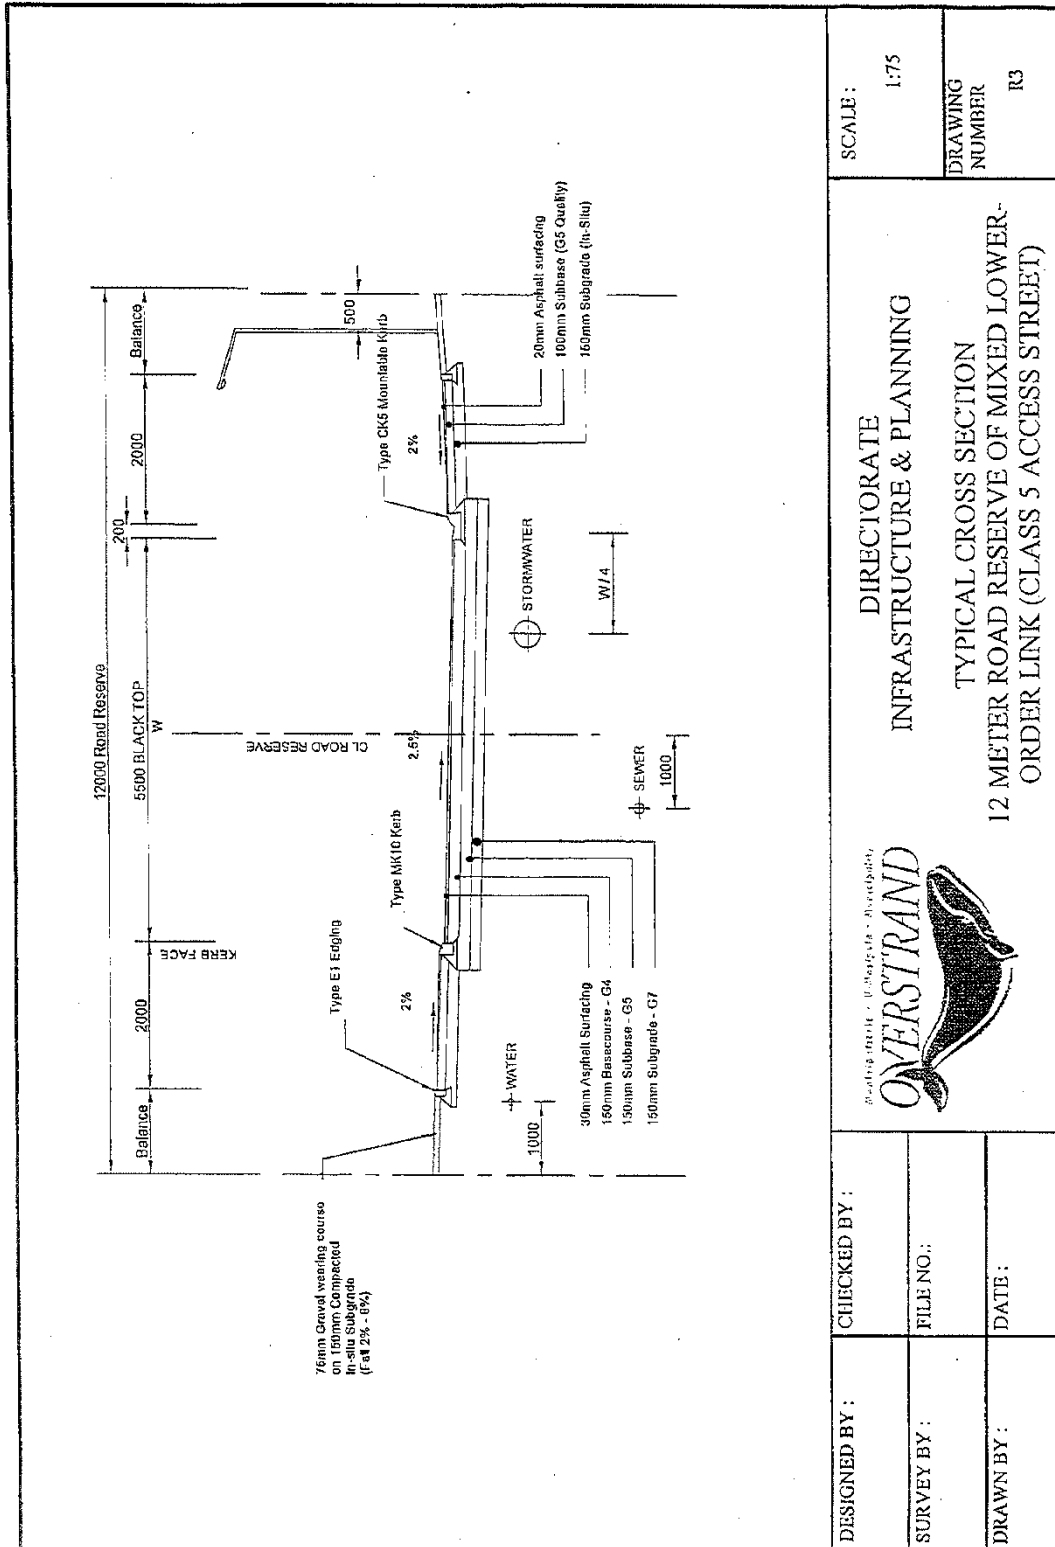 12000 Road Reserve
Balance
2000
5500 BLACK TOP
W
200
2000
Balance
KERB FACE
CL ROAD RESERVE
500
75mm Gravel wearing course
on 150mm Compacted
In-situ Subgrade
(Fall 2% - 8%)
Type E1 Edging
Type MK10 Kerb
Type CK5 Mountable Kerb
2%
2.5%
2%
WATER
1000
SEWER
1000
STORMWATER
W/4
30mm Asphalt Surfacing
150mm Basecourse - G4
150mm Subbase - G5
150mm Subgrade - G7
20mm Asphalt surfacing
100mm Subbase (G5 Quality)
150mm Subgrade (In-Situ)
DESIGNED BY :
CHECKED BY :
SURVEY BY :
FILE NO.:
DRAWN BY :
DATE :
OVERSTRAND
DIRECTORATE
INFRASTRUCTURE & PLANNING
TYPICAL CROSS SECTION
12 METER ROAD RESERVE OF MIXED LOWER-
ORDER LINK (CLASS 5 ACCESS STREET)
SCALE :
1:75
DRAWING
NUMBER
R3